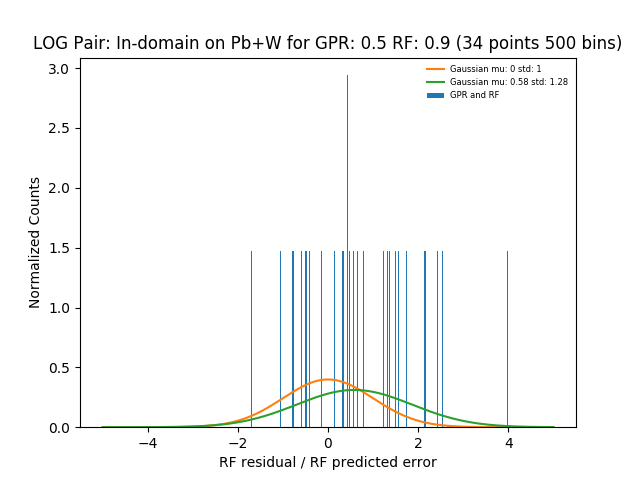 LOG Pair: In-domain on Pb+W for GPR: 0.5 RF: 0.9 (34 points 500 bins)
Gaussian mu: 0 std: 1
Gaussian mu: 0.58 std: 1.28
GPR and RF
Normalized Counts
3.0
2.5
2.0
1.5
1.0
0.5
0.0
−4 −2 0 2 4
RF residual / RF predicted error